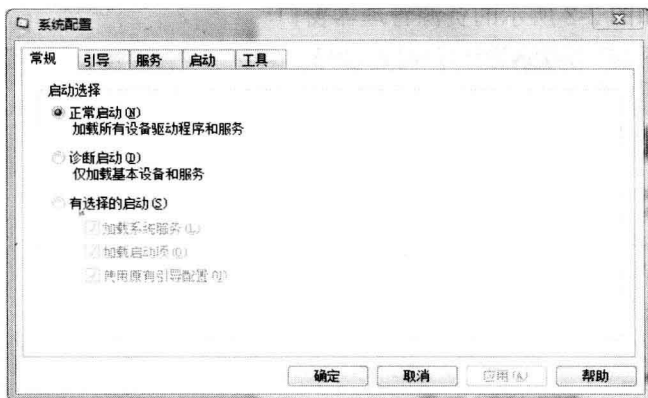 系统配置
常规 引导 服务 启动 工具
启动选择
正常启动(N)
加载所有设备驱动程序和服务
诊断启动(D)
仅加载基本设备和服务
有选择的启动(S)
加载系统服务(L)
加载启动项(O)
使用原有引导配置(U)
确定 取消 应用(A) 帮助